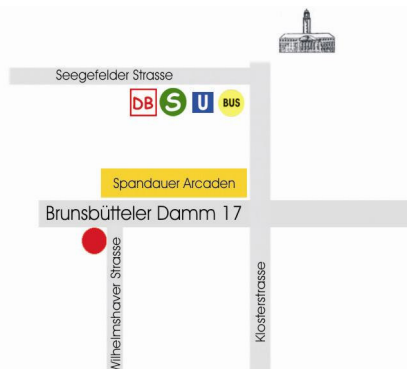 Seegefelder Strasse
DB S U BUS
Spandauer Arcaden
Brunsbütteler Damm 17
Wilhelmshaver Strasse
Klosterstrasse